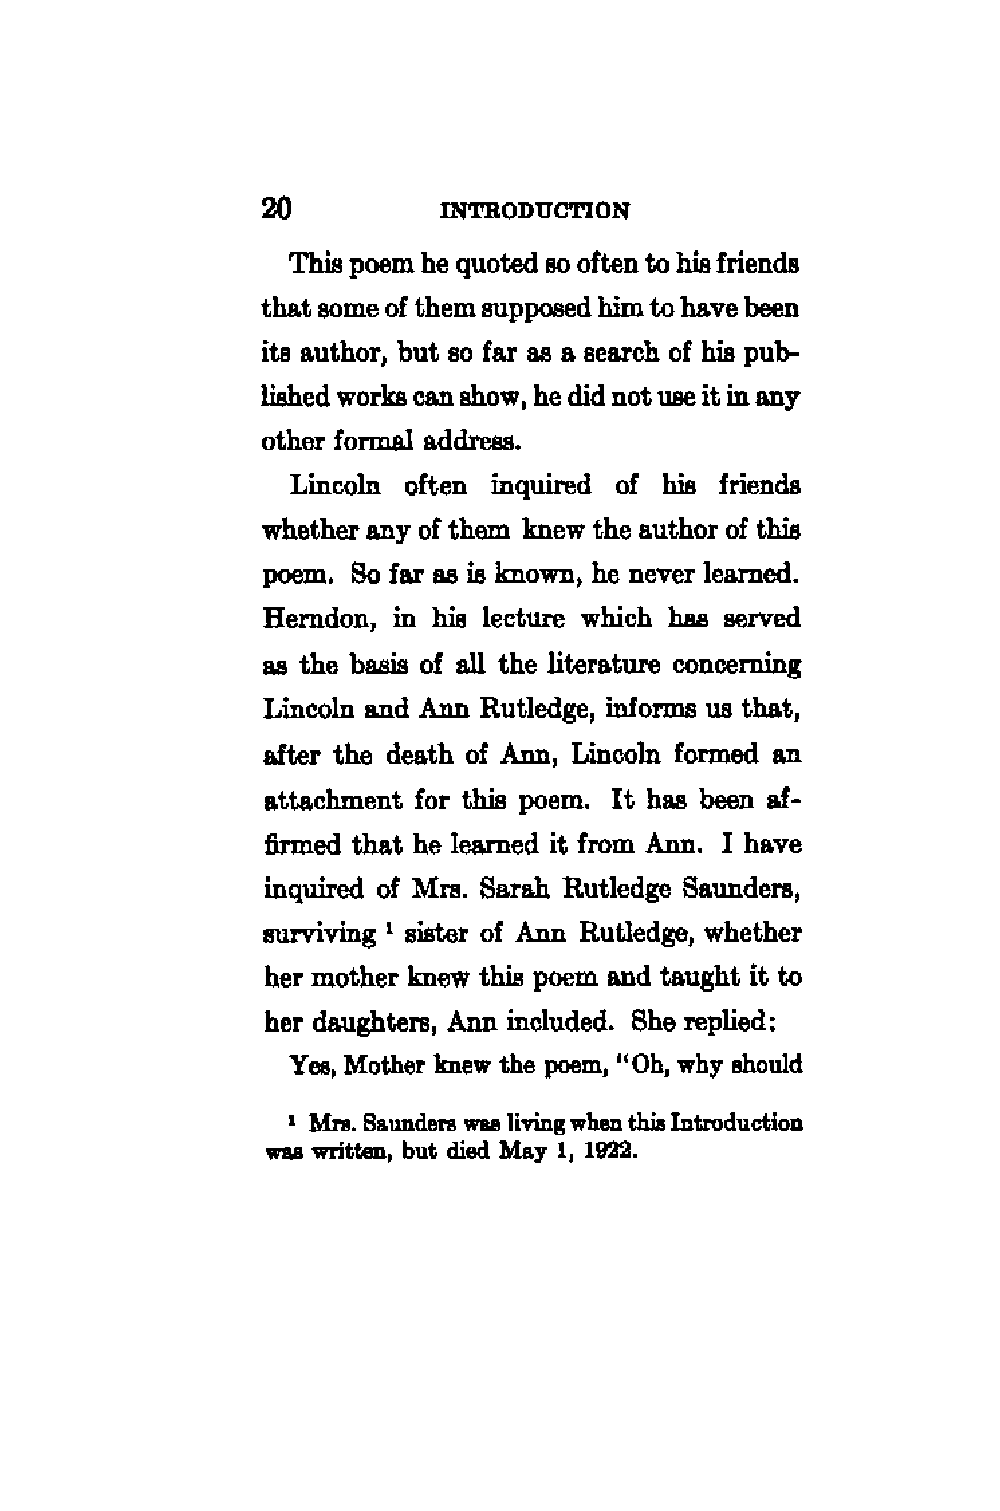 20 INTRODUCTION
This poem he quoted so often to his friends
that some of them supposed him to have been
its author, but so far as a search of his pub-
lished works can show, he did not use it in any
other formal address.
Lincoln often inquired of his friends
whether any of them knew the author of this
poem. So far as is known, he never learned.
Herndon, in his lecture which has served
as the basis of all the literature concerning
Lincoln and Ann Rutledge, informs us that,
after the death of Ann, Lincoln formed an
attachment for this poem. It has been af-
firmed that he learned it from Ann. I have
inquired of Mrs. Sarah Rutledge Saunders,
surviving ¹ sister of Ann Rutledge, whether
her mother knew this poem and taught it to
her daughters, Ann included. She replied:
Yes, Mother knew the poem, "Oh, why should
¹ Mrs. Saunders was living when this Introduction
was written, but died May 1, 1922.